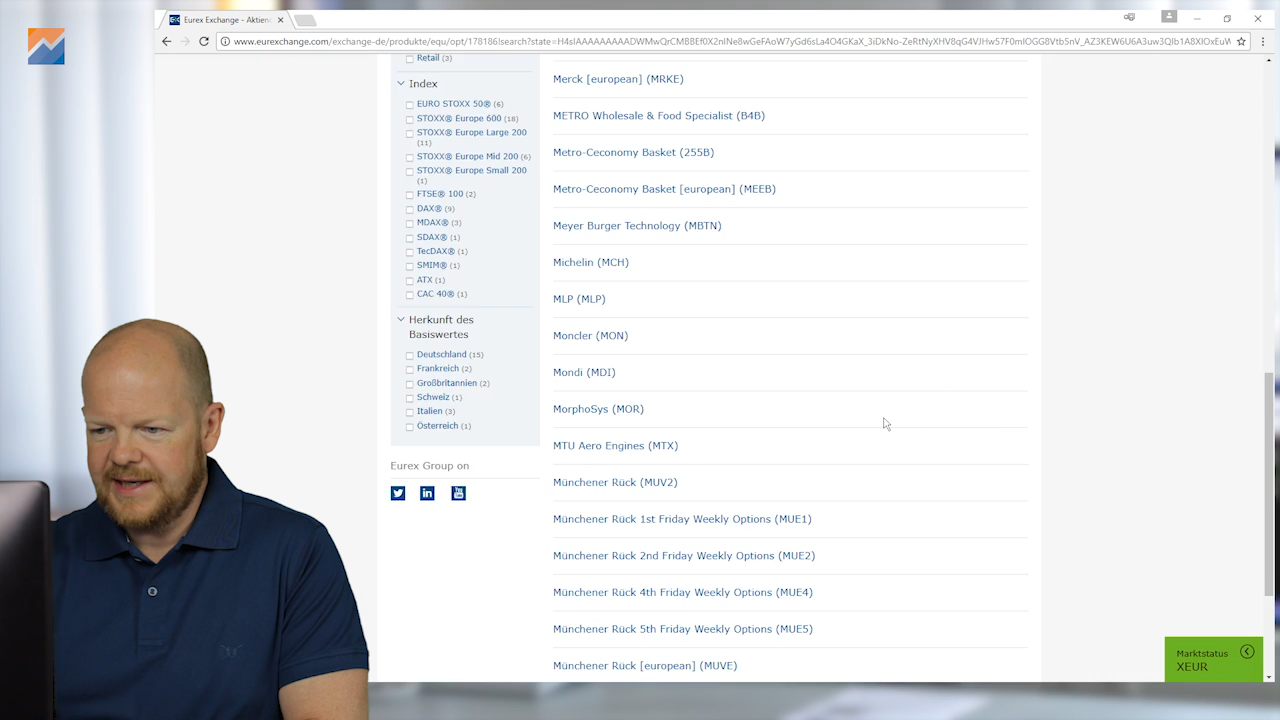 Eurex Exchange - Aktien
www.eurexchange.com/exchange-de/produkte/equ/opt/178186!search?state=
Retail (3)
Index
EURO STOXX 50® (6)
STOXX® Europe 600 (18)
STOXX® Europe Large 200
(11)
STOXX® Europe Mid 200 (6)
STOXX® Europe Small 200
(1)
FTSE® 100 (2)
DAX® (9)
MDAX® (3)
SDAX® (1)
TecDAX® (1)
SMIM® (1)
ATX (1)
CAC 40® (1)
Herkunft des
Basiswertes
Deutschland (15)
Frankreich (2)
Großbritannien (2)
Schweiz (1)
Italien (3)
Österreich (1)
Eurex Group on
Merck [european] (MRKE)
METRO Wholesale & Food Specialist (B4B)
Metro-Ceconomy Basket (255B)
Metro-Ceconomy Basket [european] (MEEB)
Meyer Burger Technology (MBTN)
Michelin (MCH)
MLP (MLP)
Moncler (MON)
Mondi (MDI)
MorphoSys (MOR)
MTU Aero Engines (MTX)
Münchener Rück (MUV2)
Münchener Rück 1st Friday Weekly Options (MUE1)
Münchener Rück 2nd Friday Weekly Options (MUE2)
Münchener Rück 4th Friday Weekly Options (MUE4)
Münchener Rück 5th Friday Weekly Options (MUE5)
Münchener Rück [european] (MUVE)
Marktstatus
XEUR